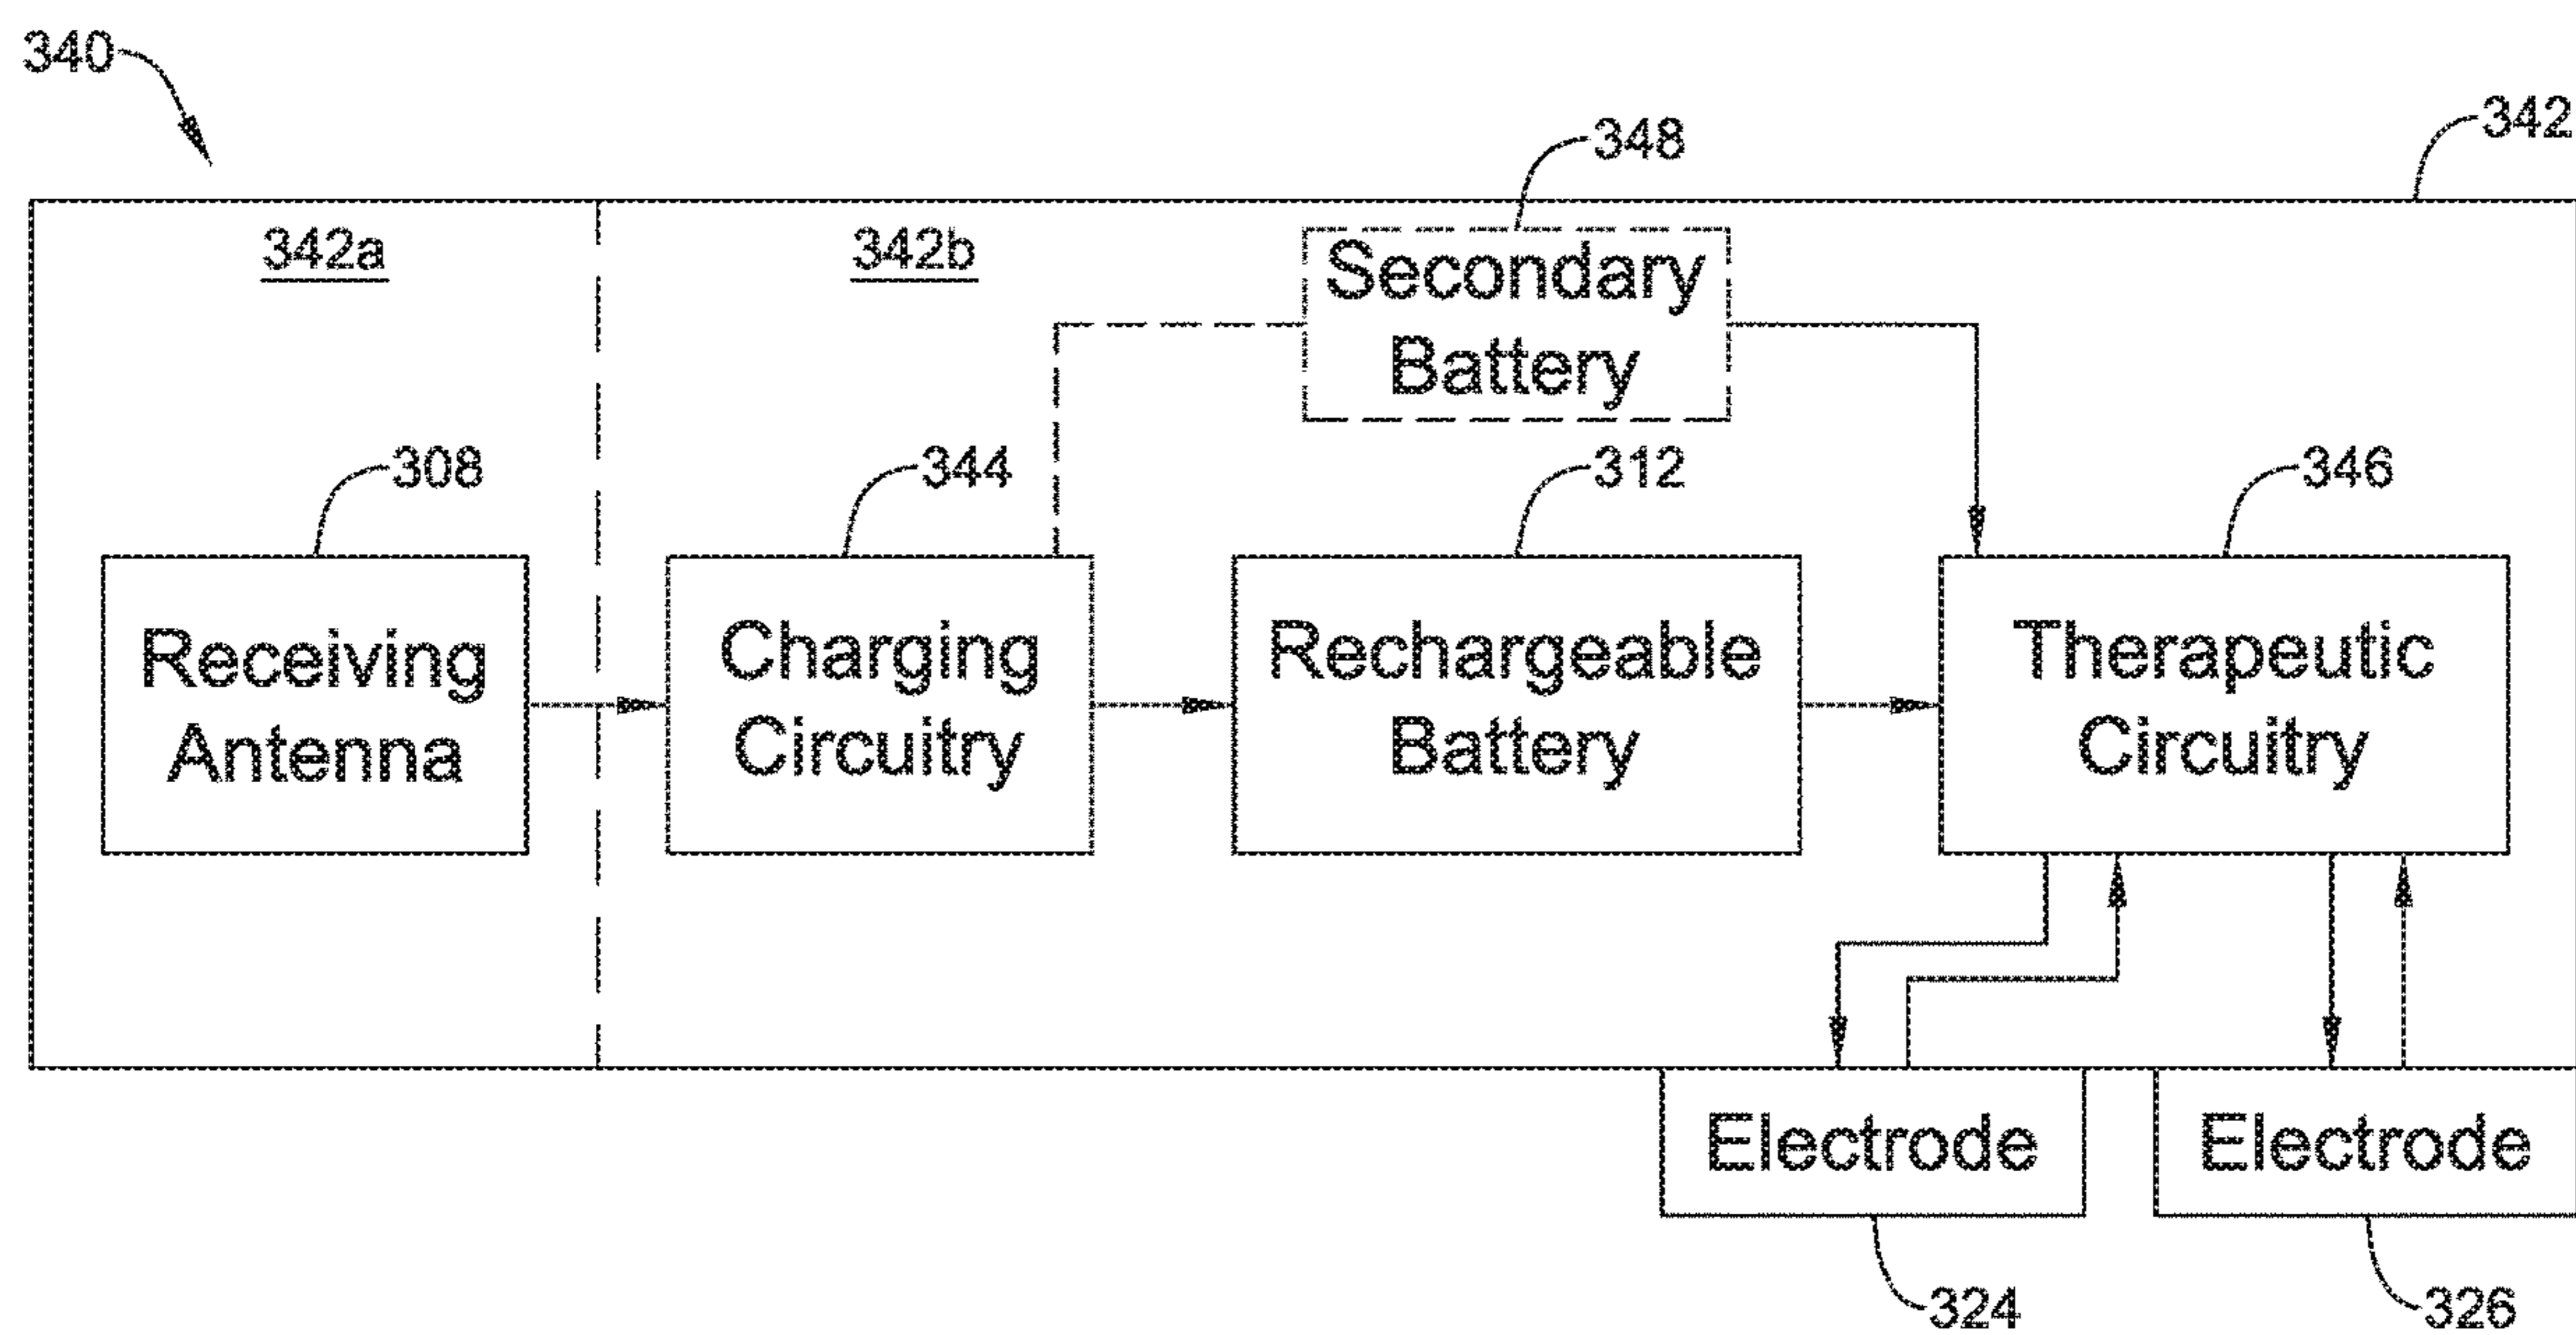 340
342
348
342a
342b
Secondary
Battery
308
344
312
346
Receiving
Antenna
Charging
Circuitry
Rechargeable
Battery
Therapeutic
Circuitry
Electrode
Electrode
324
326